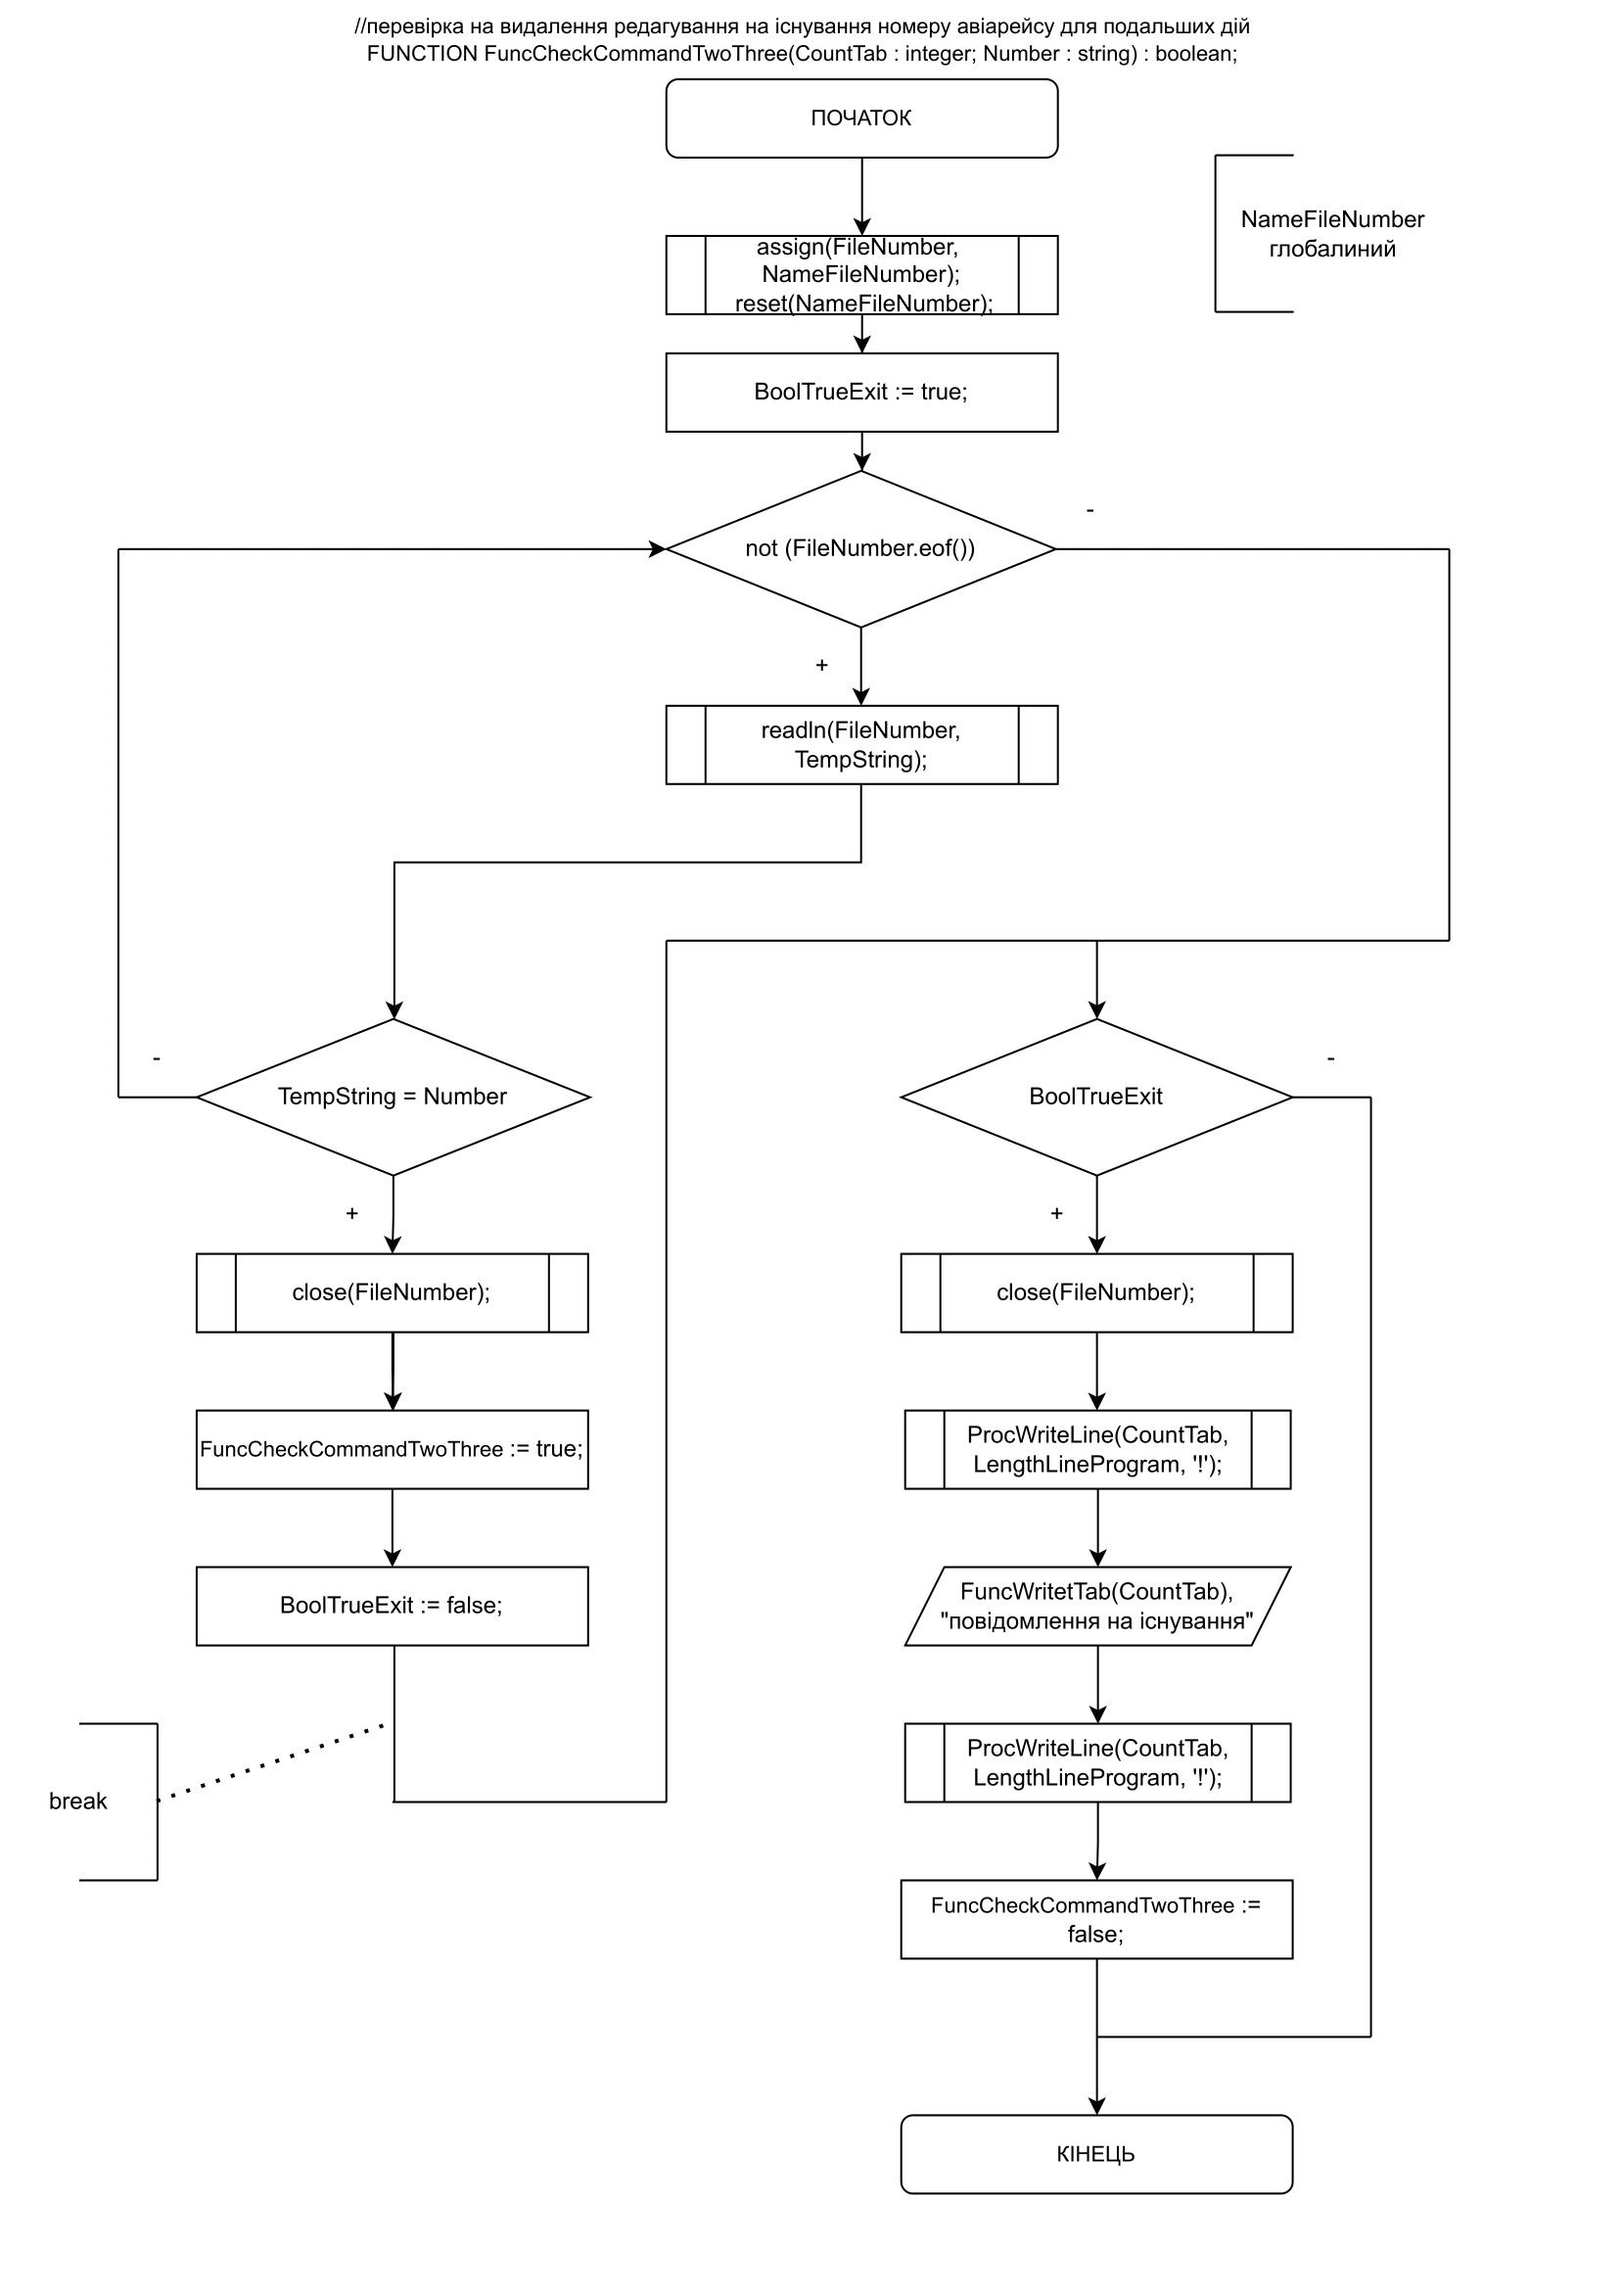 //перевірка на видалення редагування на існування номеру авіарейсу для подальших дій
FUNCTION FuncCheckCommandTwoThree(CountTab : integer; Number : string) : boolean;
ПОЧАТОК
NameFileNumber
глобалиний
assign(FileNumber,
NameFileNumber);
reset(NameFileNumber);
BoolTrueExit := true;
-
not (FileNumber.eof())
+
readln(FileNumber,
TempString);
-
TempString = Number
+
close(FileNumber);
FuncCheckCommandTwoThree := true;
BoolTrueExit := false;
break
-
BoolTrueExit
+
close(FileNumber);
ProcWriteLine(CountTab,
LengthLineProgram, '!');
FuncWritetTab(CountTab),
"повідомлення на існування"
ProcWriteLine(CountTab,
LengthLineProgram, '!');
FuncCheckCommandTwoThree :=
false;
КІНЕЦЬ